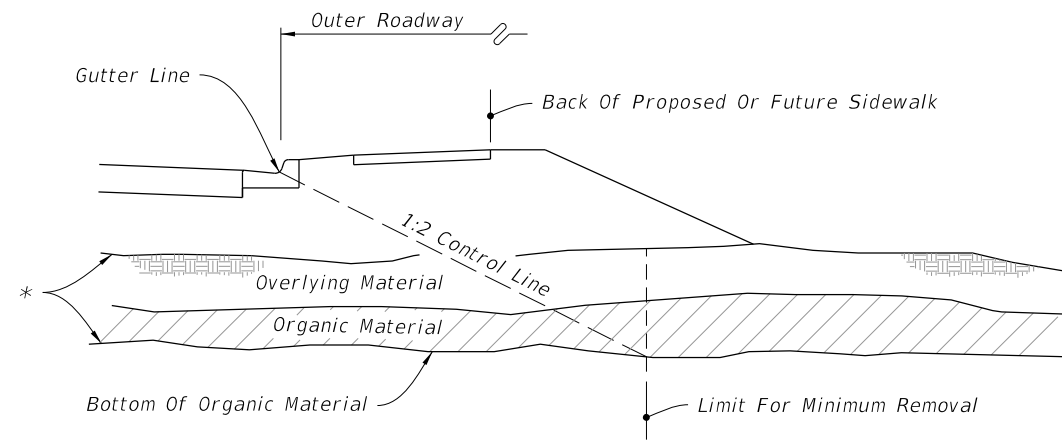 Outer Roadway
Gutter Line
Back Of Proposed Or Future Sidewalk
1:2 Control Line
*
Overlying Material
Organic Material
Bottom Of Organic Material
Limit For Minimum Removal